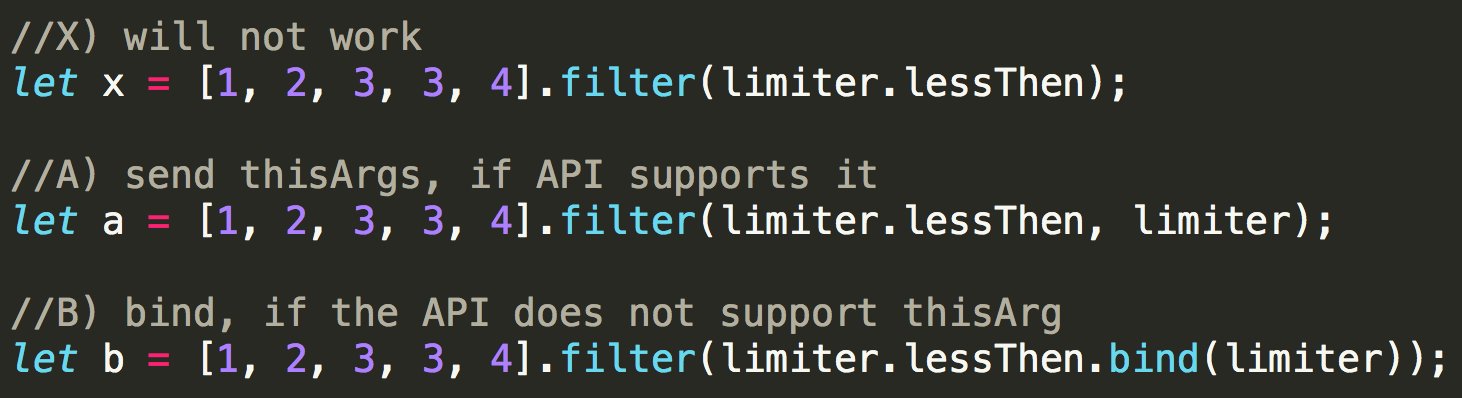 //X) will not work
let x = [1, 2, 3, 3, 4].filter(limiter.lessThen);
//A) send thisArgs, if API supports it
let a = [1, 2, 3, 3, 4].filter(limiter.lessThen, limiter);
//B) bind, if the API does not support thisArg
let b = [1, 2, 3, 3, 4].filter(limiter.lessThen.bind(limiter));